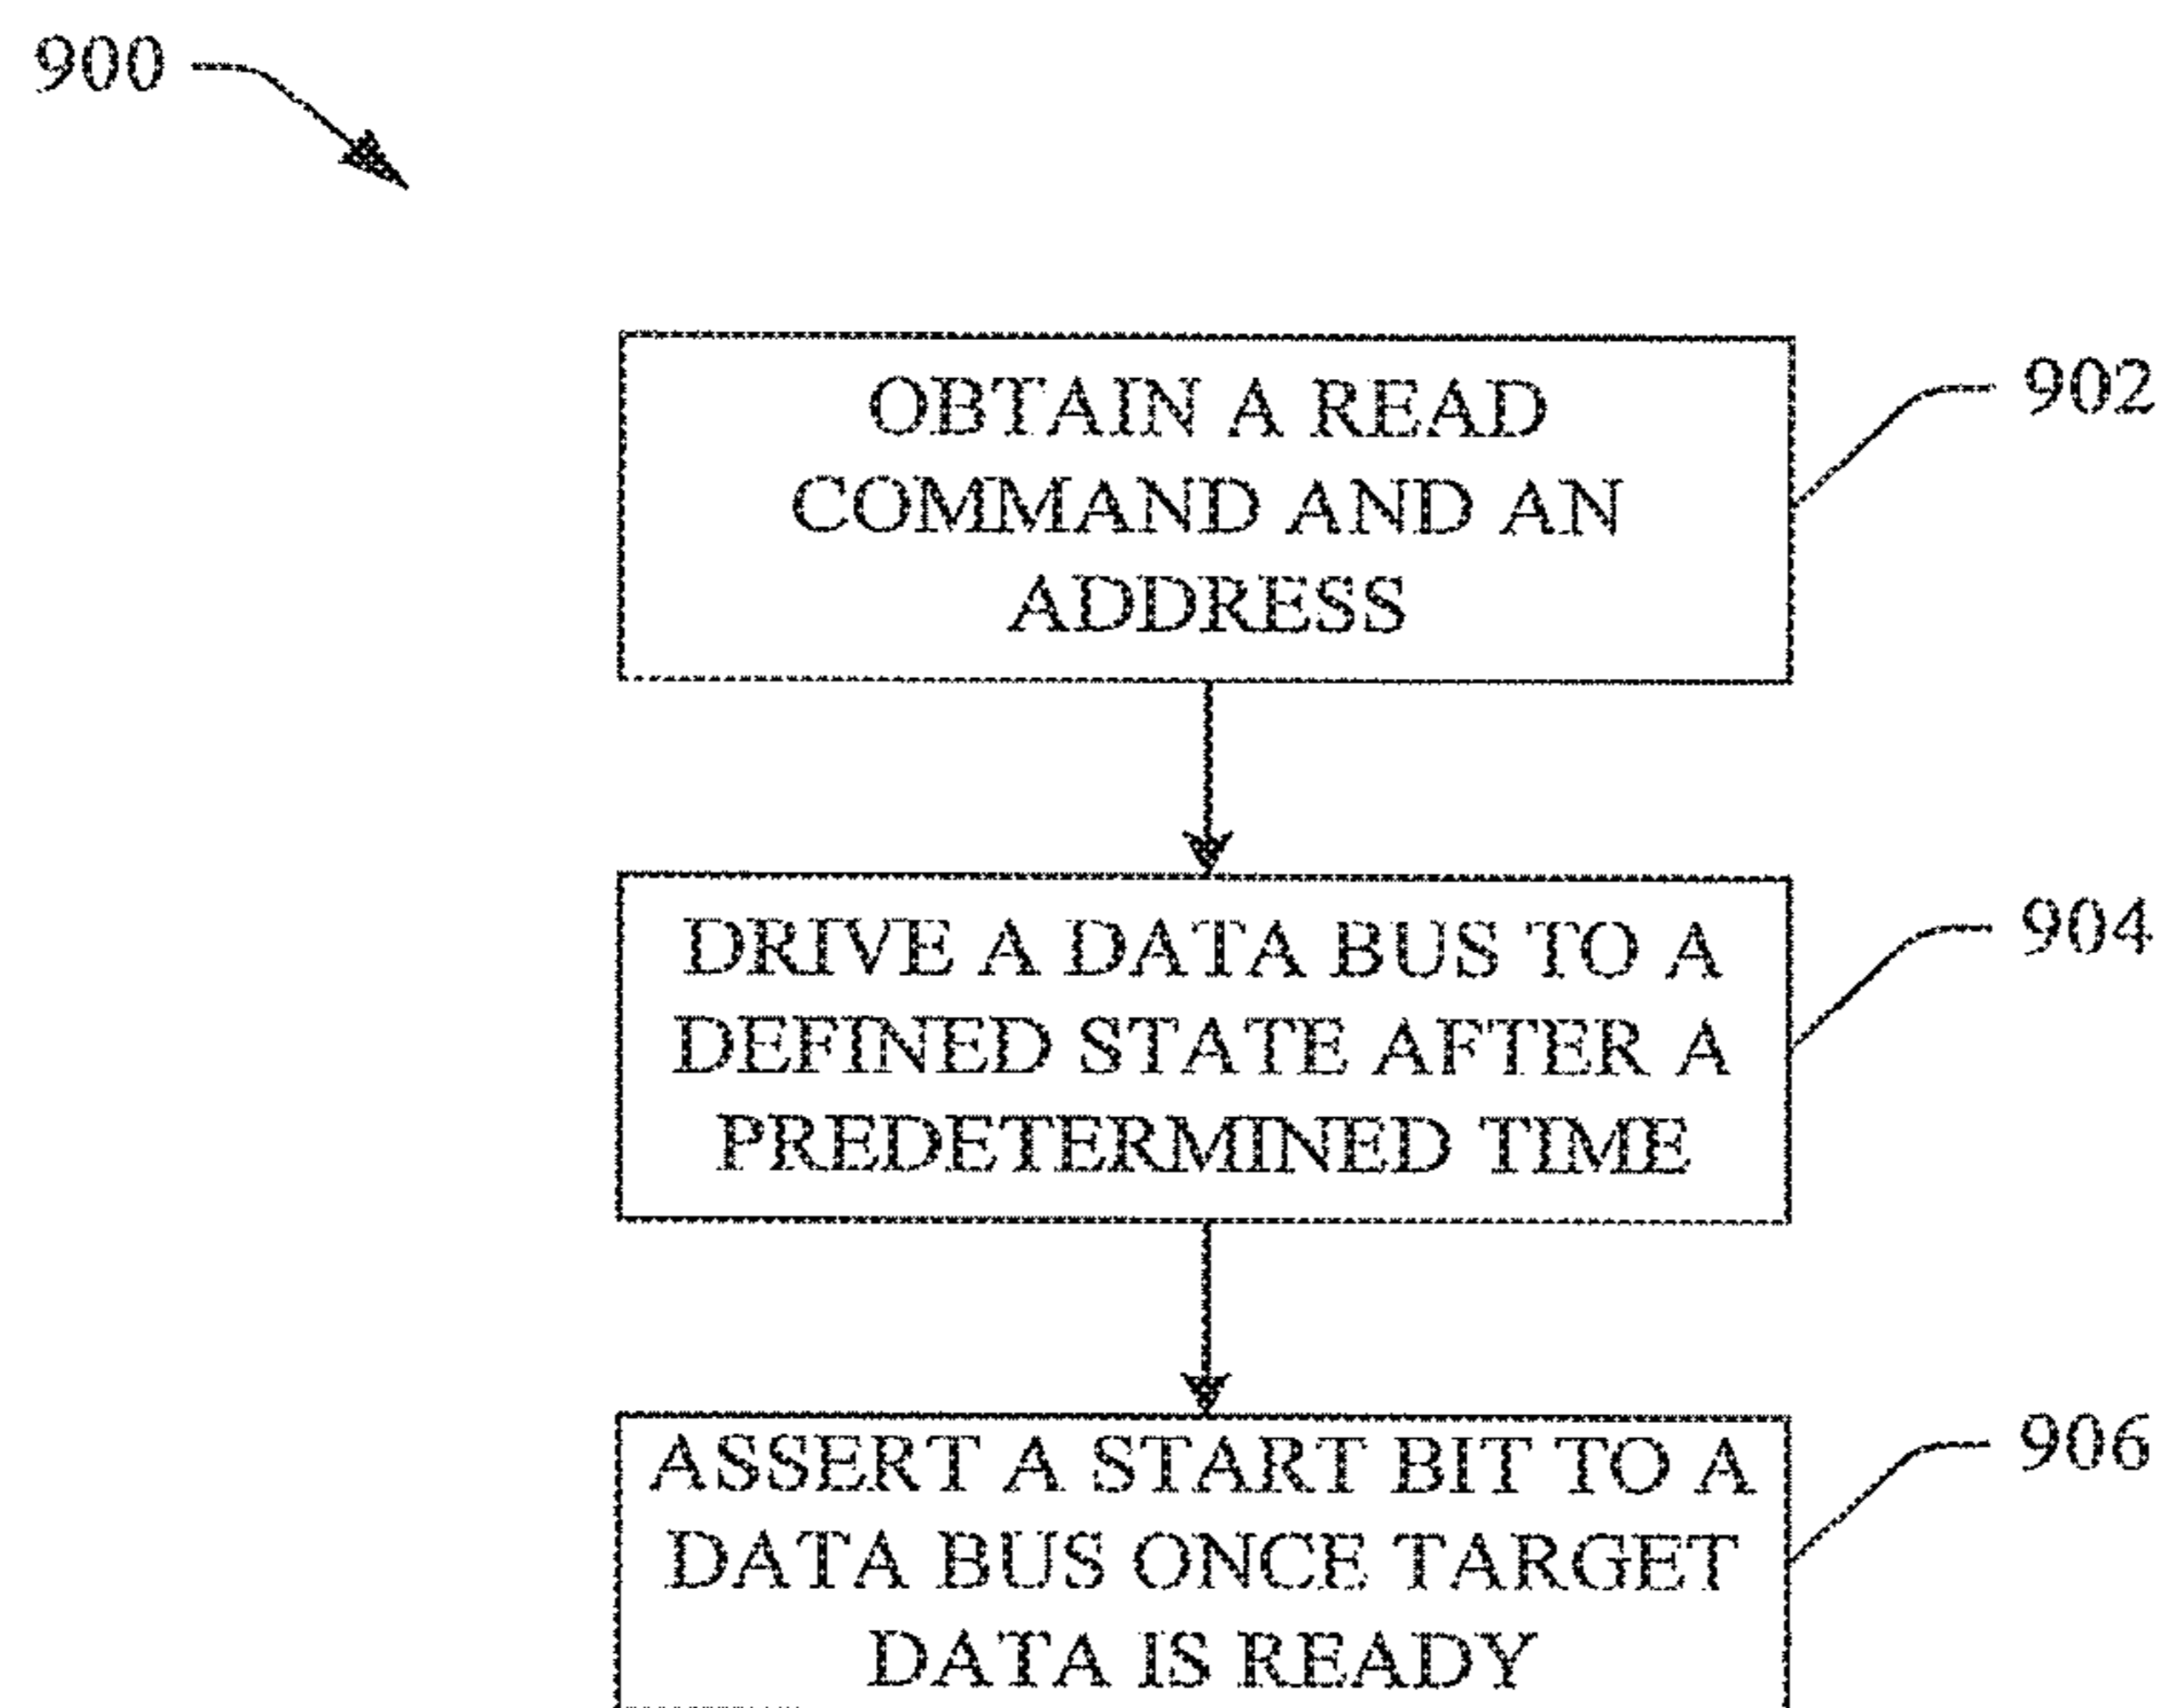 900
OBTAIN A READ
COMMAND AND AN
ADDRESS
902
DRIVE A DATA BUS TO A
DEFINED STATE AFTER A
PREDETERMINED TIME
904
ASSERT A START BIT TO A
DATA BUS ONCE TARGET
DATA IS READY
906